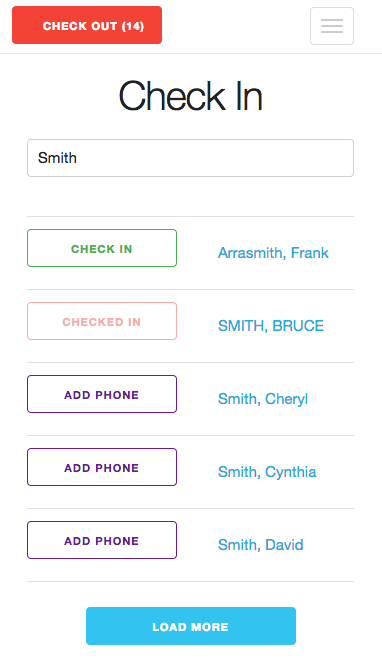 CHECK OUT (14)
Check In
Smith
CHECK IN Arrasmith, Frank
CHECKED IN SMITH, BRUCE
ADD PHONE Smith, Cheryl
ADD PHONE Smith, Cynthia
ADD PHONE Smith, David
LOAD MORE